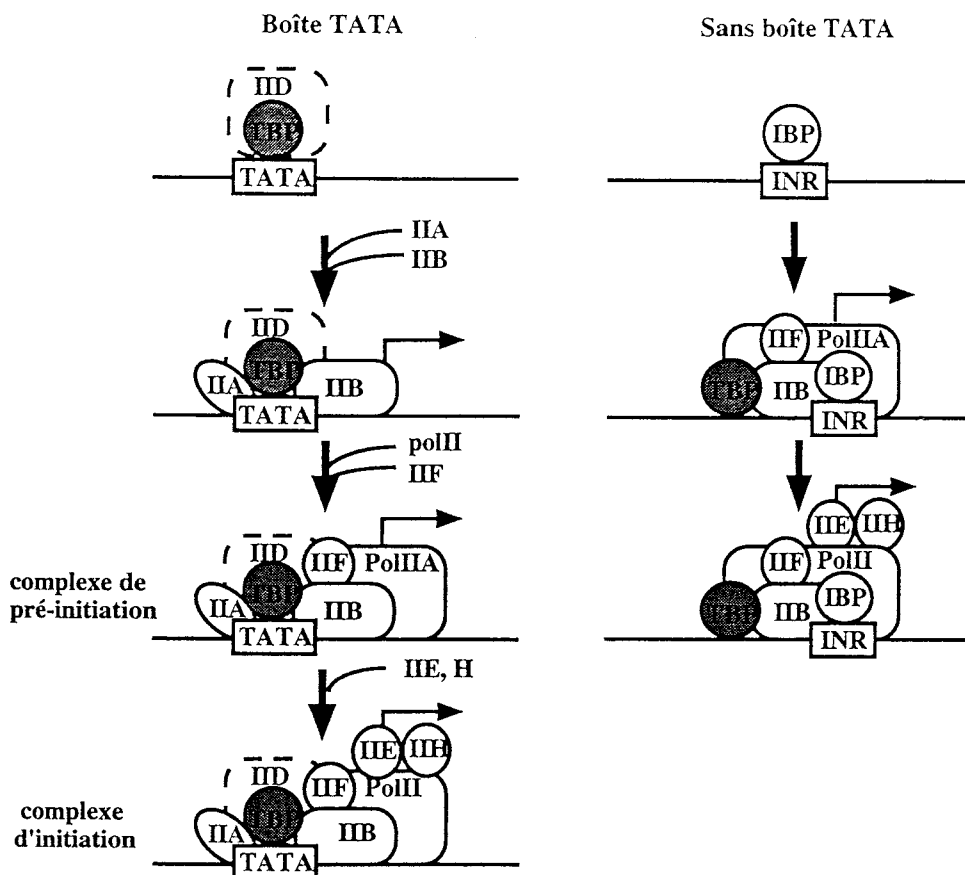 Boîte TATA
Sans boîte TATA
IID
TBP
TATA
IBP
INR
IIA
IIB
IID
TBP
IIA
IIB
TATA
IIF
PolIIA
TBP
IIB
IBP
INR
polII
IIF
complexe de
pré-initiation
IID
IIF
PolIIA
TBP
IIA
IIB
TATA
IIE
IIH
IIF
PolII
TBP
IIB
IBP
INR
IIE, H
complexe
d'initiation
IIE
IIH
IID
IIF
PolII
TBP
IIA
IIB
TATA